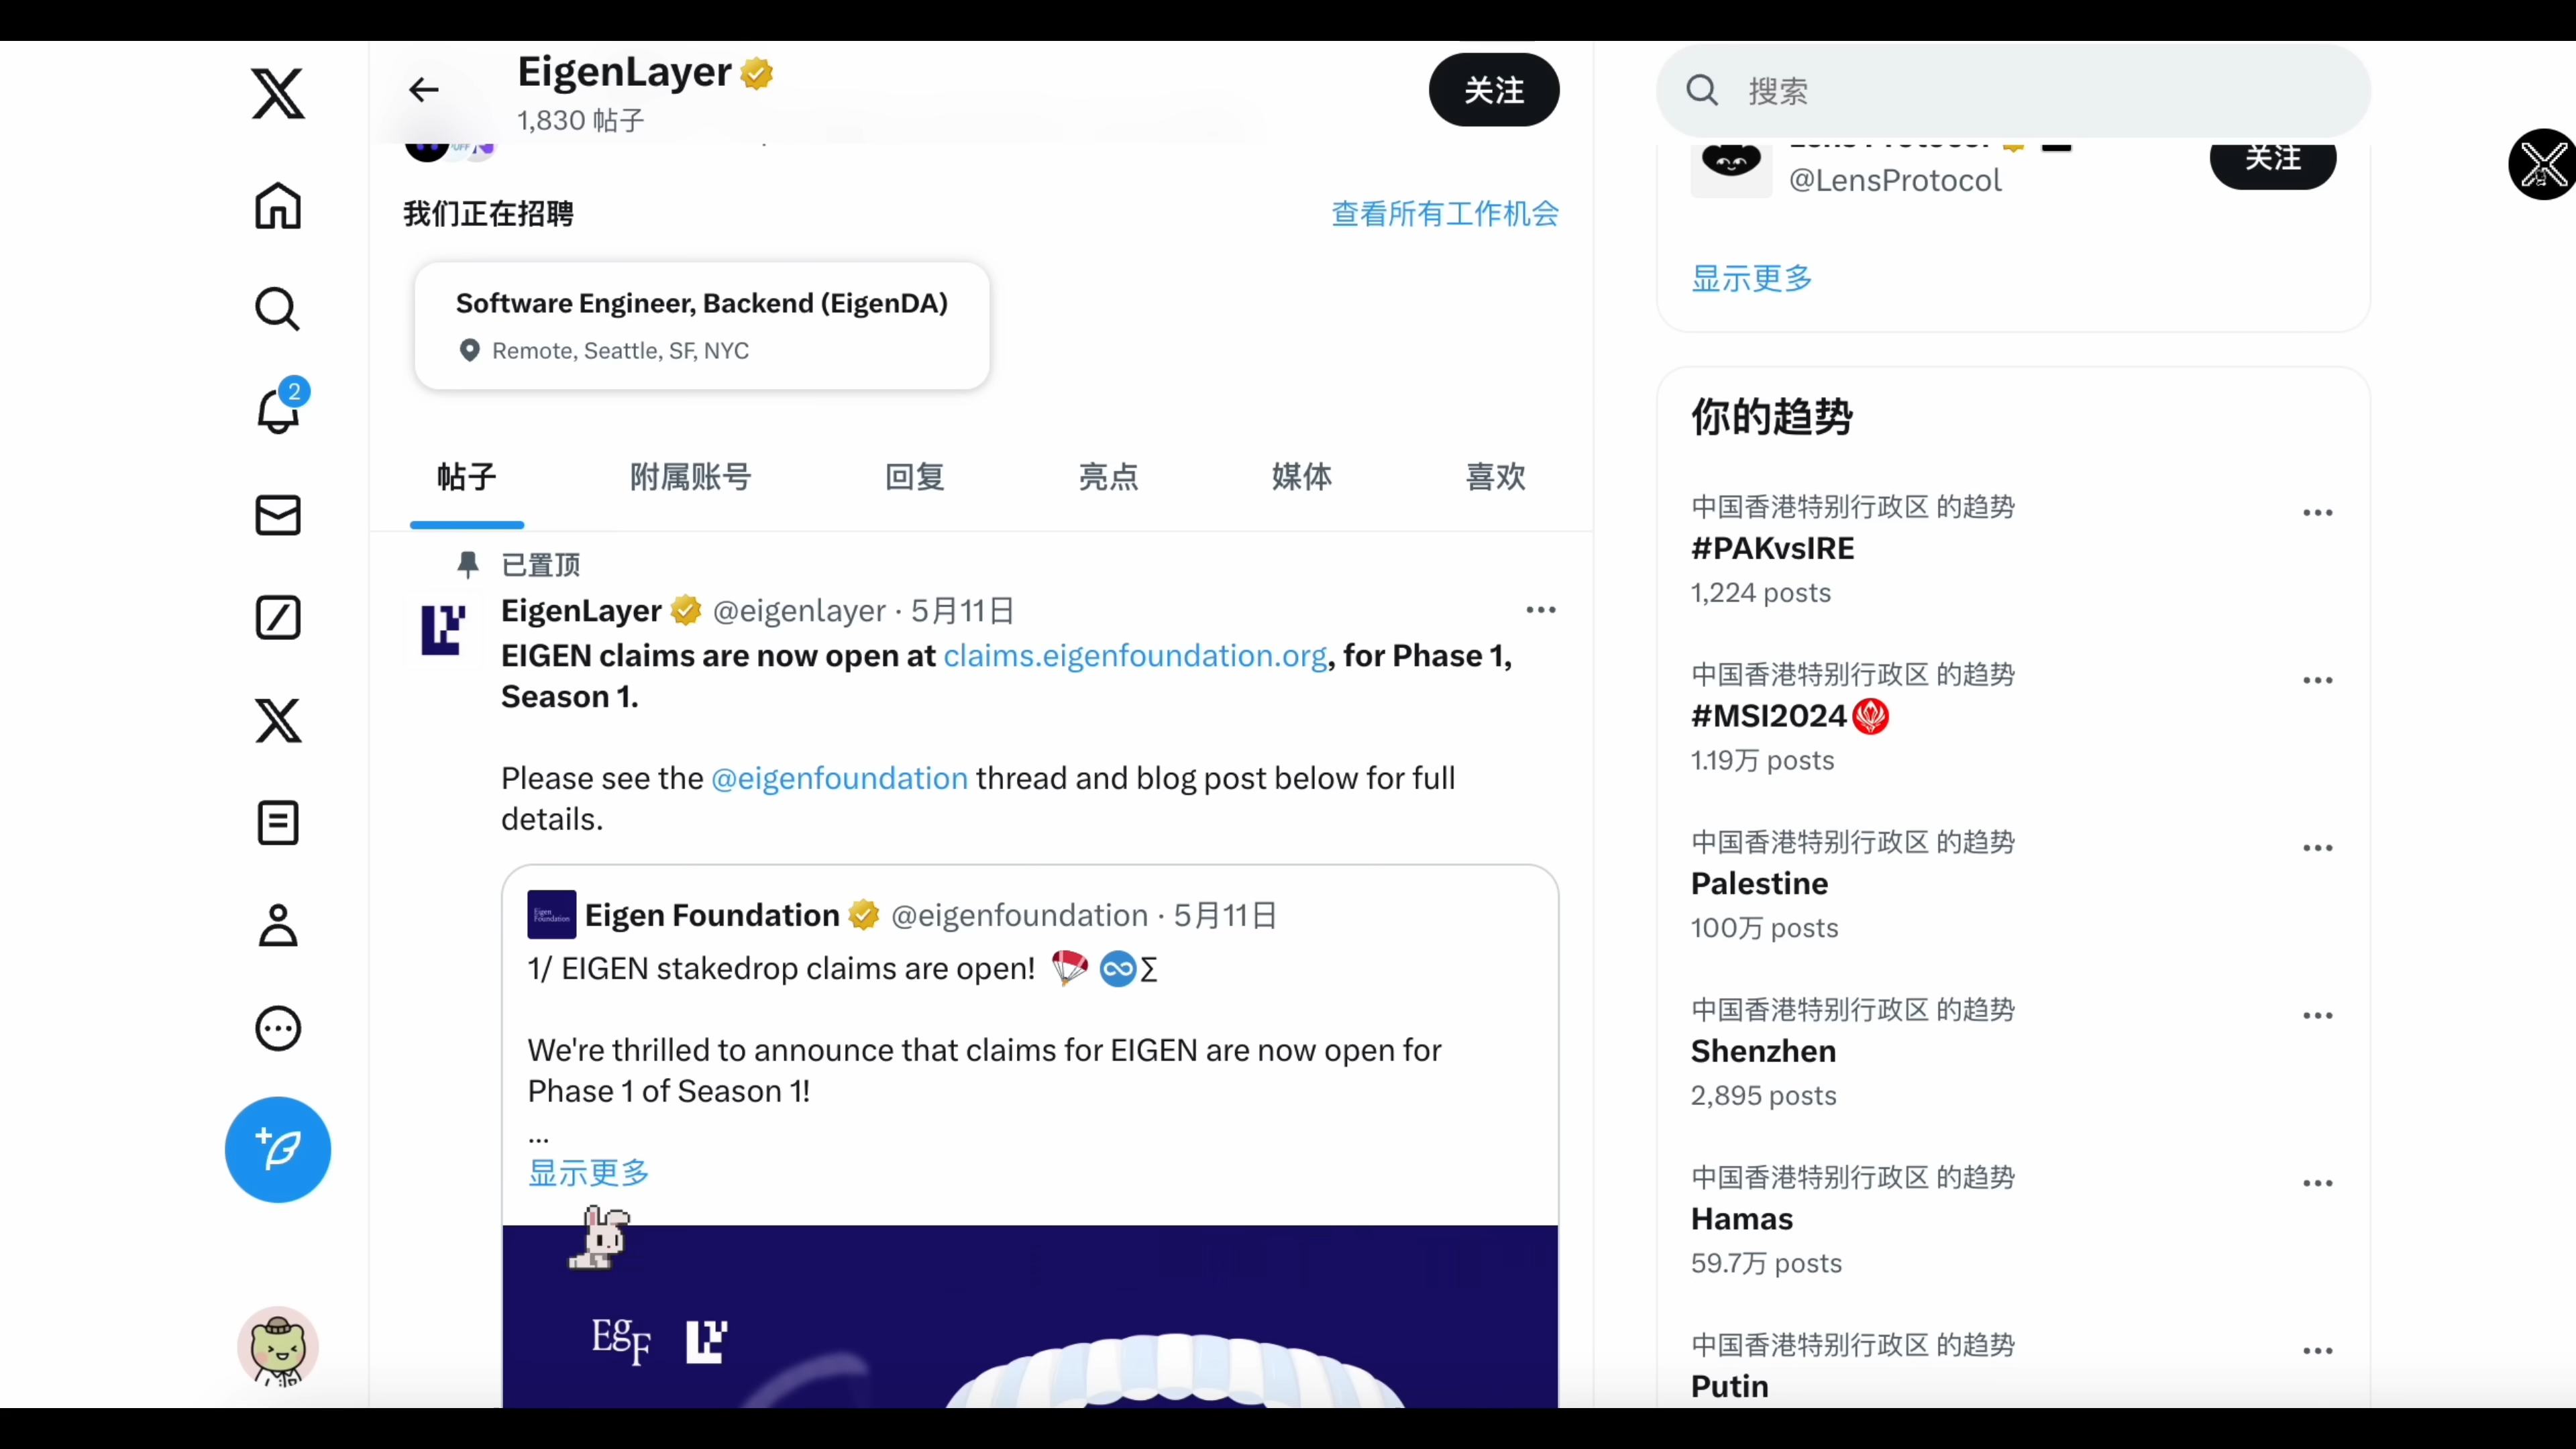 EigenLayer
1,830 帖子
关注
我们正在招聘
查看所有工作机会
Software Engineer, Backend (EigenDA)
Remote, Seattle, SF, NYC
2
帖子
附属账号
回复
亮点
媒体
喜欢
已置顶
EigenLayer @eigenlayer · 5月11日
EIGEN claims are now open at claims.eigenfoundation.org, for Phase 1,
Season 1.
Please see the @eigenfoundation thread and blog post below for full
details.
Eigen Foundation
Eigen Foundation @eigenfoundation · 5月11日
1/ EIGEN stakedrop claims are open! 🪂 ♾️∑
We're thrilled to announce that claims for EIGEN are now open for
Phase 1 of Season 1!
...
显示更多
EgF
搜索
@LensProtocol
关注
显示更多
你的趋势
中国香港特别行政区 的趋势
#PAKvsIRE
1,224 posts
中国香港特别行政区 的趋势
#MSI2024
1.19万 posts
中国香港特别行政区 的趋势
Palestine
100万 posts
中国香港特别行政区 的趋势
Shenzhen
2,895 posts
中国香港特别行政区 的趋势
Hamas
59.7万 posts
中国香港特别行政区 的趋势
Putin